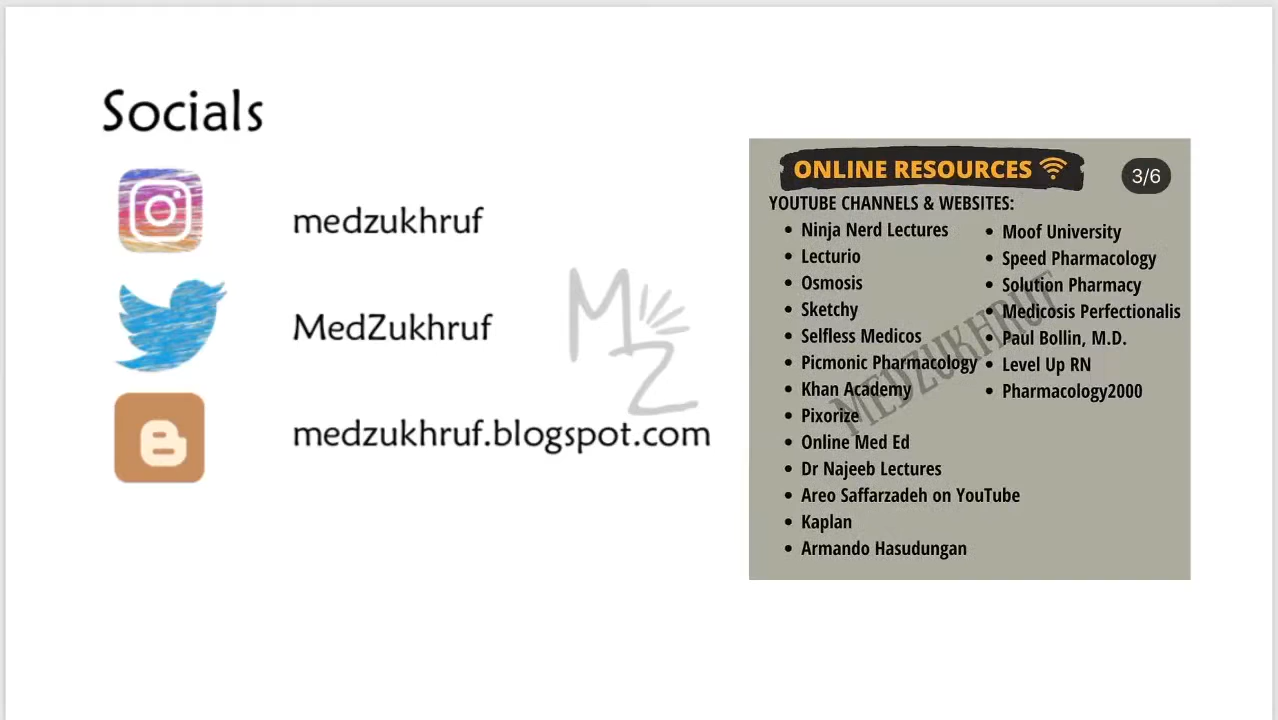 Socials
medzukhruf
MedZukhruf
medzukhruf.blogspot.com
MZ
ONLINE RESOURCES
3/6
YOUTUBE CHANNELS & WEBSITES:
• Ninja Nerd Lectures
• Lecturio
• Osmosis
• Sketchy
• Selfless Medicos
• Picmonic Pharmacology
• Khan Academy
• Pixorize
• Online Med Ed
• Dr Najeeb Lectures
• Areo Saffarzadeh on YouTube
• Kaplan
• Armando Hasudungan
• Moof University
• Speed Pharmacology
• Solution Pharmacy
• Medicosis Perfectionalis
• Paul Bollin, M.D.
• Level Up RN
• Pharmacology2000
MEDZUKHRUF